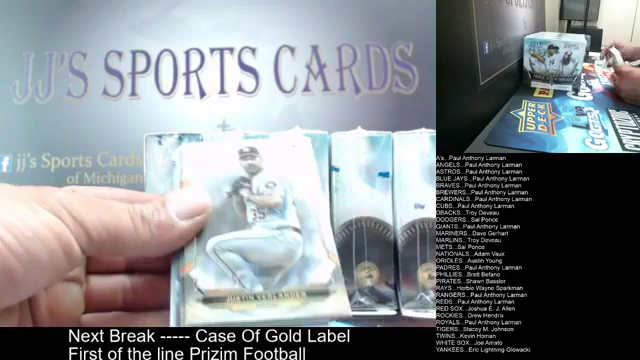 JJ'S SPORTS CARDS
jj's Sports Cards
of Michigan
35
JUSTIN VERLANDER
UPPER DECK
A's...Paul Anthony Larman
ANGELS...Paul Anthony Larman
ASTROS...Paul Anthony Larman
BLUE JAYS...Paul Anthony Larman
BRAVES...Paul Anthony Larman
BREWERS...Paul Anthony Larman
CARDINALS...Paul Anthony Larman
CUBS...Paul Anthony Larman
DBACKS...Troy Deveau
DODGERS...Sal Ponce
GIANTS...Paul Anthony Larman
MARINERS...Dave Gerhart
MARLINS...Troy Deveau
METS...Sal Ponce
NATIONALS...Adam Vaux
ORIOLES...Austin Young
PADRES...Paul Anthony Larman
PHILLIES...Brett Befano
PIRATES...Shawn Bassler
RAYS...Herbie Wayne Sparkman
RANGERS...Paul Anthony Larman
REDS...Paul Anthony Larman
RED SOX...Joshua E. J. Allen
ROCKIES...Drew Hendrix
ROYALS...Paul Anthony Larman
TIGERS...Stacey M. Johnson
TWINS...Kevin Homan
WHITE SOX...Joe Amato
YANKEES...Eric Lightning Glowacki
Next Break ----- Case Of Gold Label
First of the line Prizim Football